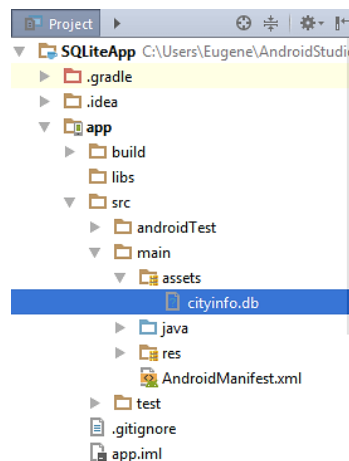 Project
SQLiteApp C:\Users\Eugene\AndroidStudi
.gradle
.idea
app
build
libs
src
androidTest
main
assets
cityinfo.db
java
res
AndroidManifest.xml
test
.gitignore
app.iml